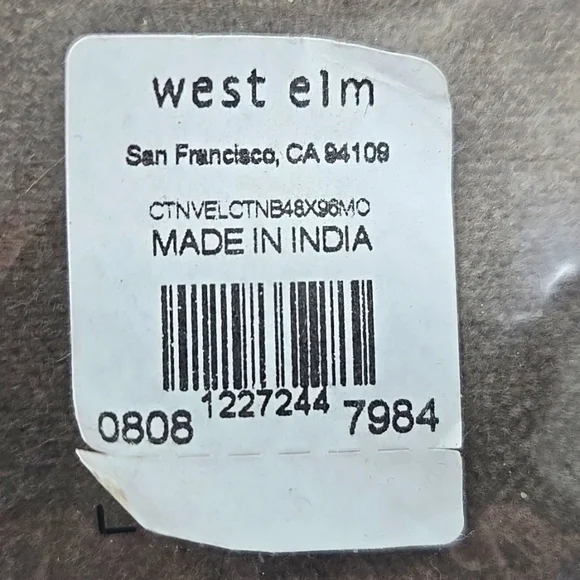 west elm
San Francisco, CA 94109
CTNVELCTNB48X96MO
MADE IN INDIA
1227244
0808 7984